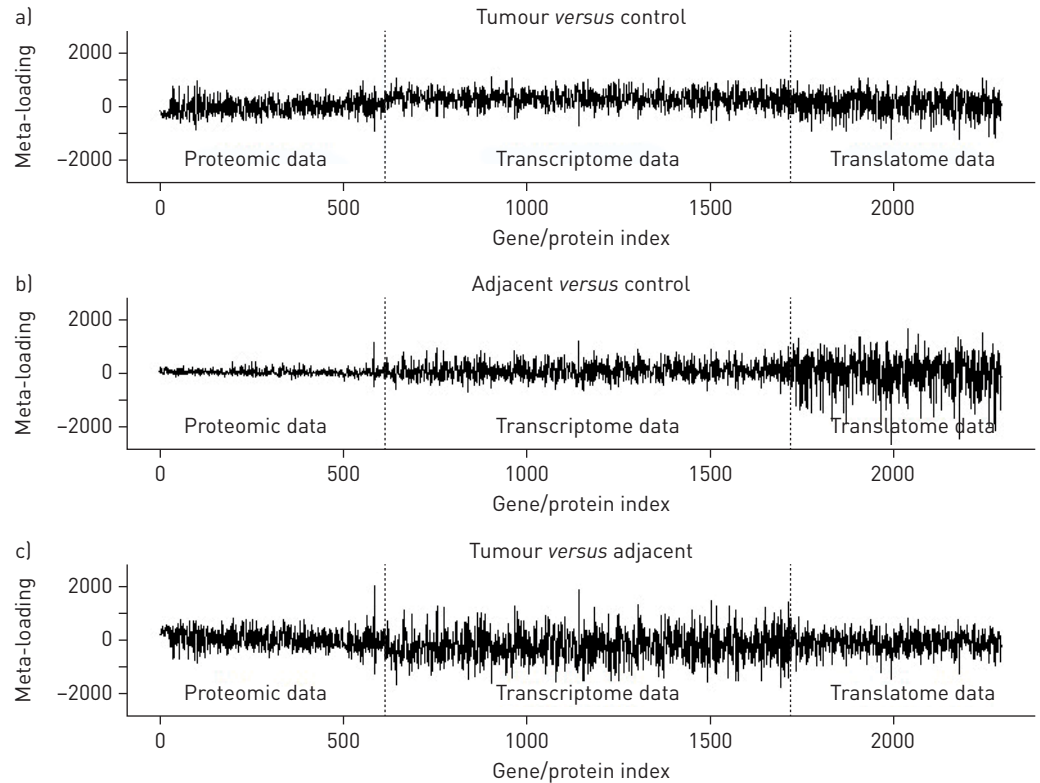 a)
Tumour versus control
Meta-loading
2000
0
–2000
Proteomic data Transcriptome data Translatome data
0 500 1000 1500 2000
Gene/protein index
b)
Adjacent versus control
Meta-loading
2000
0
–2000
Proteomic data Transcriptome data Translatome data
0 500 1000 1500 2000
Gene/protein index
c)
Tumour versus adjacent
Meta-loading
2000
0
–2000
Proteomic data Transcriptome data Translatome data
0 500 1000 1500 2000
Gene/protein index